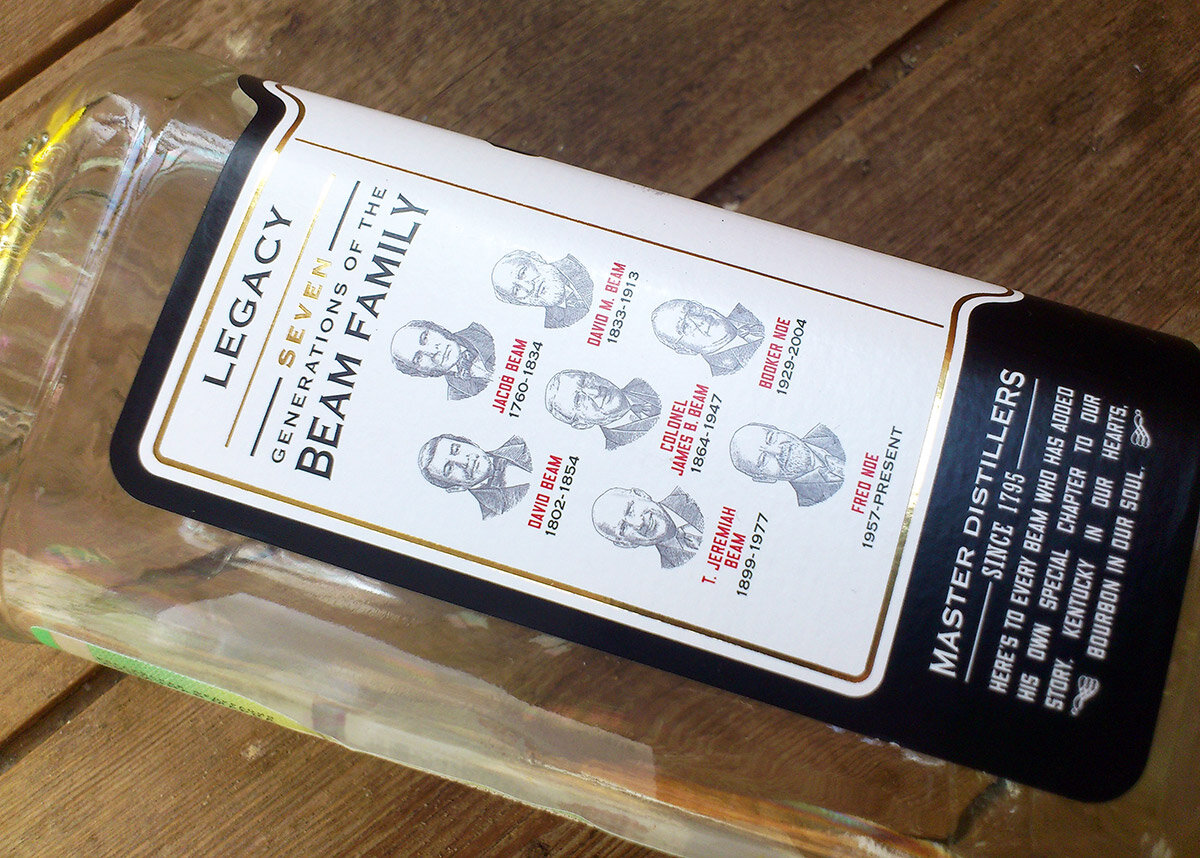 LEGACY
SEVEN
GENERATIONS OF THE
BEAM FAMILY
JACOB BEAM
1760-1834
DAVID BEAM
1802-1854
DAVID M. BEAM
1833-1913
COLONEL
JAMES B. BEAM
1864-1947
T. JEREMIAH
BEAM
1899-1977
BOOKER NOE
1929-2004
FRED NOE
1957-PRESENT
MASTER DISTILLERS
SINCE 1795
HERE'S TO EVERY BEAM WHO HAS ADDED
HIS OWN SPECIAL CHAPTER TO OUR
STORY. KENTUCKY IN OUR HEARTS.
BOURBON IN OUR SOUL.